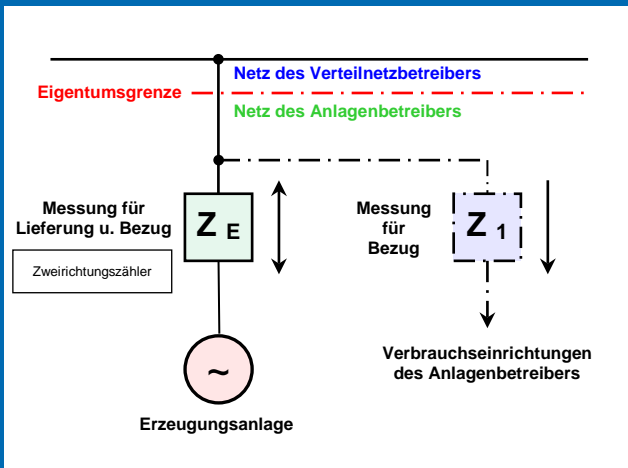 Netz des Verteilnetzbetreibers
Eigentumsgrenze
Netz des Anlagenbetreibers
Messung für
Lieferung u. Bezug
Zweirichtungszähler
Z E
Messung
für
Bezug
Z 1
~
Erzeugungsanlage
Verbrauchseinrichtungen
des Anlagenbetreibers